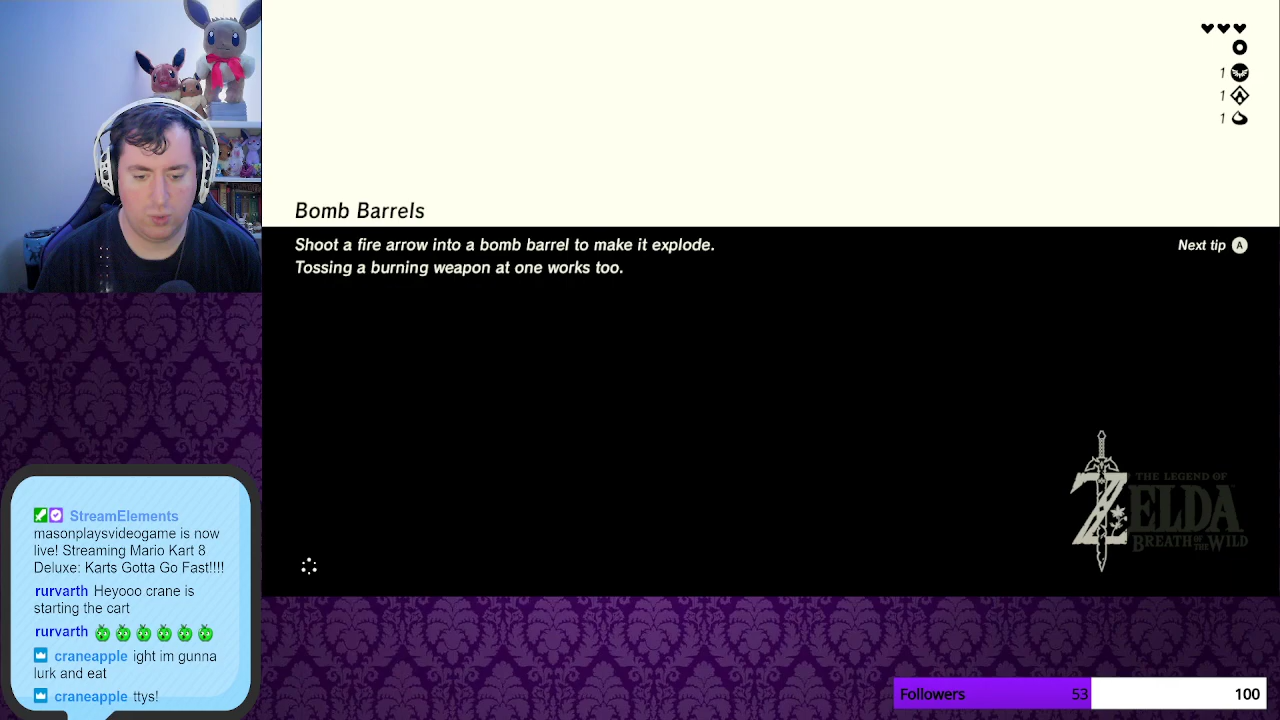 1
1
1
Bomb Barrels
Shoot a fire arrow into a bomb barrel to make it explode.
Tossing a burning weapon at one works too.
Next tip A
THE LEGEND OF
ZELDA
BREATH OF THE WILD
StreamElements
masonplaysvideogame is now
live! Streaming Mario Kart 8
Deluxe: Karts Gotta Go Fast!!!!
rurvarth Heyooo crane is
starting the cart
rurvarth
craneapple ight im gunna
lurk and eat
craneapple ttys!
Followers 53 100